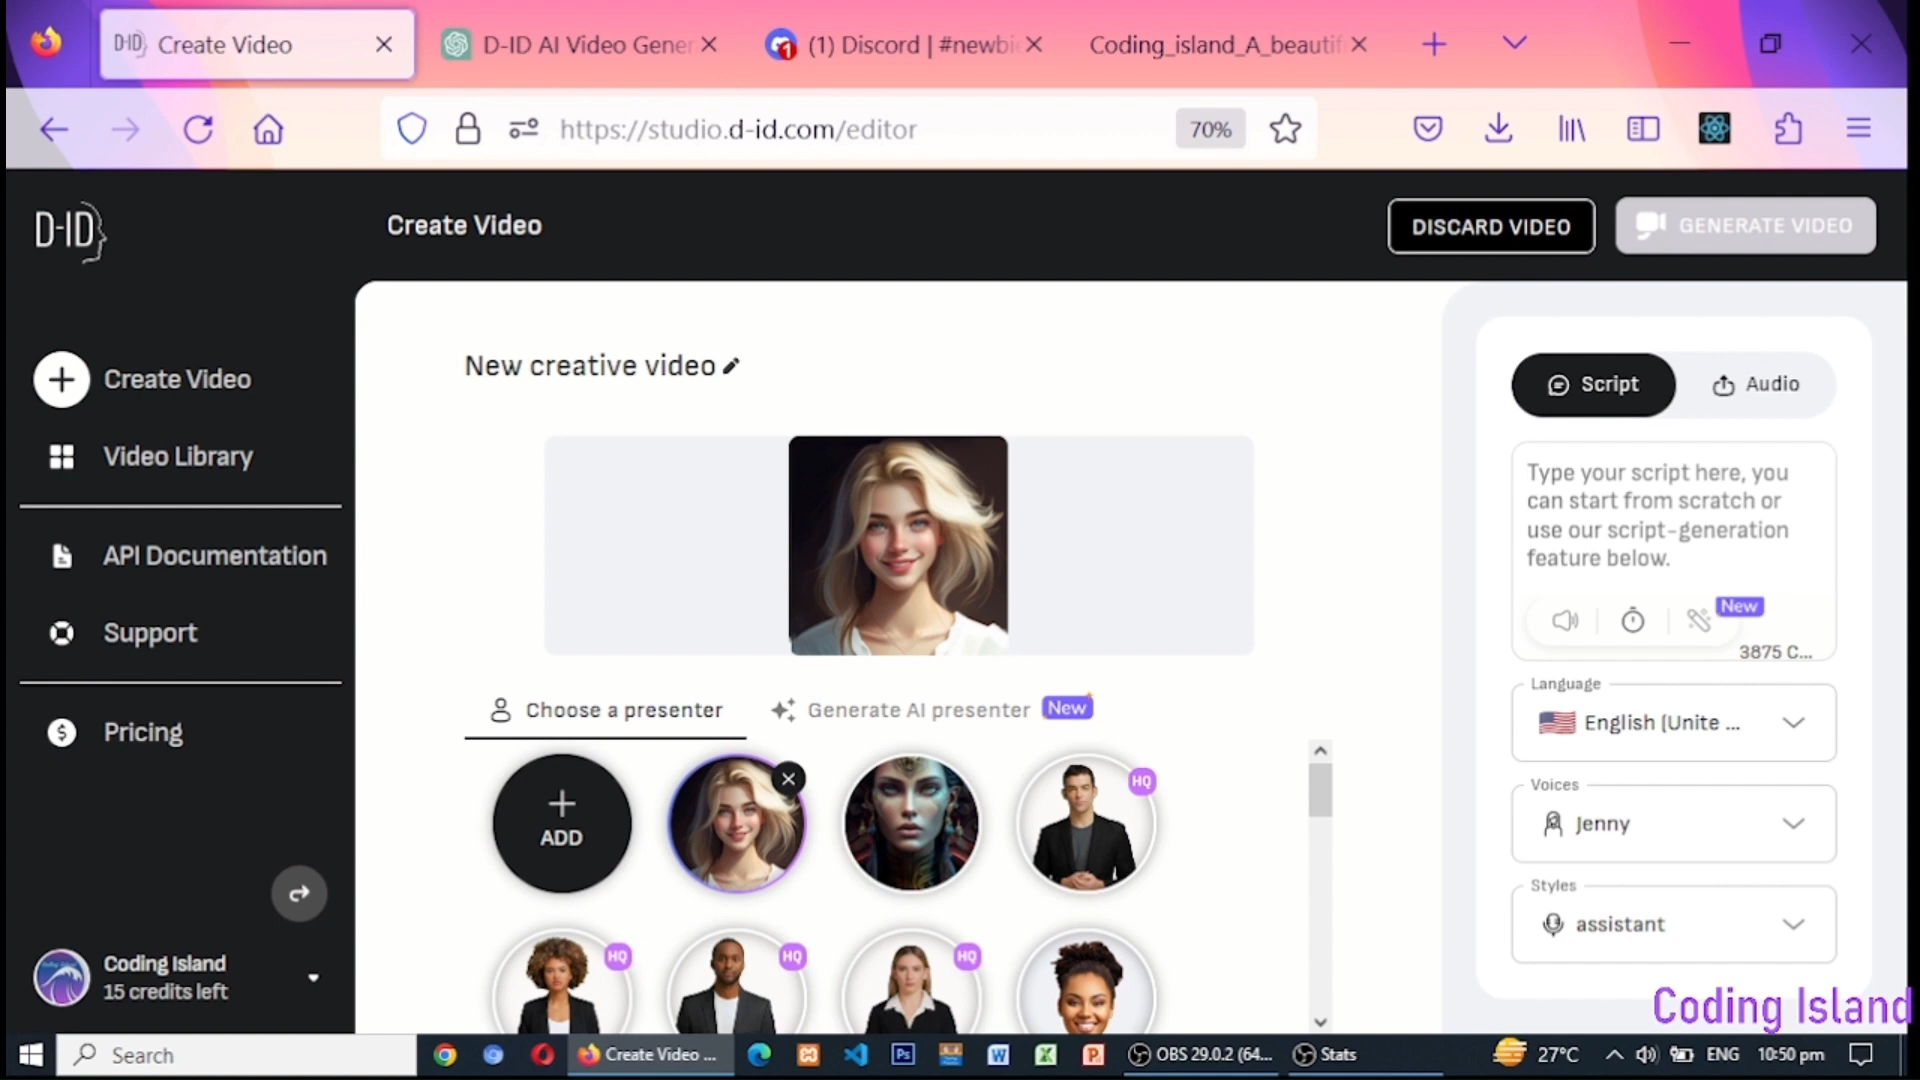 D-ID Create Video
D-ID AI Video Gener
(1) Discord | #newbi
Coding_island_A_beautif
https://studio.d-id.com/editor
70%
D-ID
Create Video
DISCARD VIDEO
GENERATE VIDEO
Create Video
Video Library
API Documentation
Support
Pricing
Coding Island
15 credits left
New creative video
Choose a presenter
Generate AI presenter
New
ADD
HQ
HQ
HQ
HQ
Script
Audio
Type your script here, you
can start from scratch or
use our script-generation
feature below.
New
3875 C...
Language
English (Unite ...
Voices
Jenny
Styles
assistant
Coding Island
Search
Create Video ...
Ps
OBS 29.0.2 (64...
Stats
27°C
ENG
10:50 pm